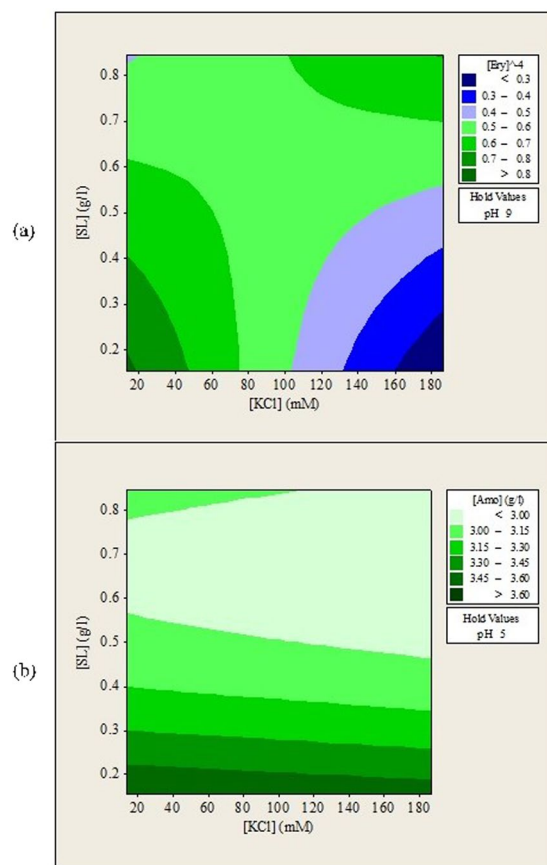 (a)
[Ery]^-4
< 0.3
0.3 – 0.4
0.4 – 0.5
0.5 – 0.6
0.6 – 0.7
0.7 – 0.8
> 0.8
Hold Values
pH 9
[SL] (g/l)
0.8
0.7
0.6
0.5
0.4
0.3
0.2
20 40 60 80 100 120 140 160 180
[KCl] (mM)
(b)
[Amo] (g/l)
< 3.00
3.00 – 3.15
3.15 – 3.30
3.30 – 3.45
3.45 – 3.60
> 3.60
Hold Values
pH 5
[SL] (g/l)
0.8
0.7
0.6
0.5
0.4
0.3
0.2
20 40 60 80 100 120 140 160 180
[KCl] (mM)